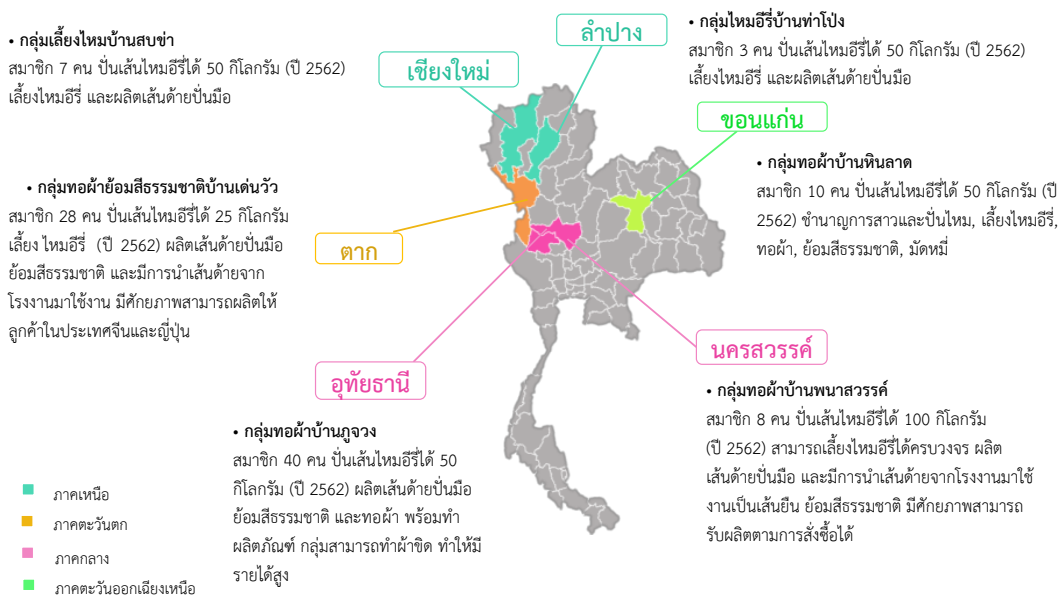 • กลุ่มเลี้ยงไหมบ้านสบข่า
สมาชิก 7 คน ปั่นเส้นไหมอีรี่ได้ 50 กิโลกรัม (ปี 2562)
เลี้ยงไหมอีรี่ และผลิตเส้นด้ายปั่นมือ
เชียงใหม่
ลำปาง
• กลุ่มไหมอีรี่บ้านท่าโป่ง
สมาชิก 3 คน ปั่นเส้นไหมอีรี่ได้ 50 กิโลกรัม (ปี 2562)
เลี้ยงไหมอีรี่ และผลิตเส้นด้ายปั่นมือ
ขอนแก่น
• กลุ่มทอผ้าบ้านหินลาด
สมาชิก 10 คน ปั่นเส้นไหมอีรี่ได้ 50 กิโลกรัม (ปี
2562) ชำนาญการสาวและปั่นไหม, เลี้ยงไหมอีรี่,
ทอผ้า, ย้อมสีธรรมชาติ, มัดหมี่
• กลุ่มทอผ้าย้อมสีธรรมชาติบ้านเด่นวัว
สมาชิก 28 คน ปั่นเส้นไหมอีรี่ได้ 25 กิโลกรัม
เลี้ยง ไหมอีรี่ (ปี 2562) ผลิตเส้นด้ายปั่นมือ
ย้อมสีธรรมชาติ และมีการนำเส้นด้ายจาก
โรงงานมาใช้งาน มีศักยภาพสามารถผลิตให้
ลูกค้าในประเทศจีนและญี่ปุ่น
ตาก
นครสวรรค์
• กลุ่มทอผ้าบ้านพนาสวรรค์
สมาชิก 8 คน ปั่นเส้นไหมอีรี่ได้ 100 กิโลกรัม
(ปี 2562) สามารถเลี้ยงไหมอีรี่ได้ครบวงจร ผลิต
เส้นด้ายปั่นมือ และมีการนำเส้นด้ายจากโรงงานมาใช้
งานเป็นเส้นยืน ย้อมสีธรรมชาติ มีศักยภาพสามารถ
รับผลิตตามการสั่งซื้อได้
อุทัยธานี
• กลุ่มทอผ้าบ้านภูจวง
สมาชิก 40 คน ปั่นเส้นไหมอีรี่ได้ 50
กิโลกรัม (ปี 2562) ผลิตเส้นด้ายปั่นมือ
ย้อมสีธรรมชาติ และทอผ้า พร้อมทำ
ผลิตภัณฑ์ กลุ่มสามารถทำผ้าขิด ทำให้มี
รายได้สูง
ภาคเหนือ
ภาคตะวันตก
ภาคกลาง
ภาคตะวันออกเฉียงเหนือ